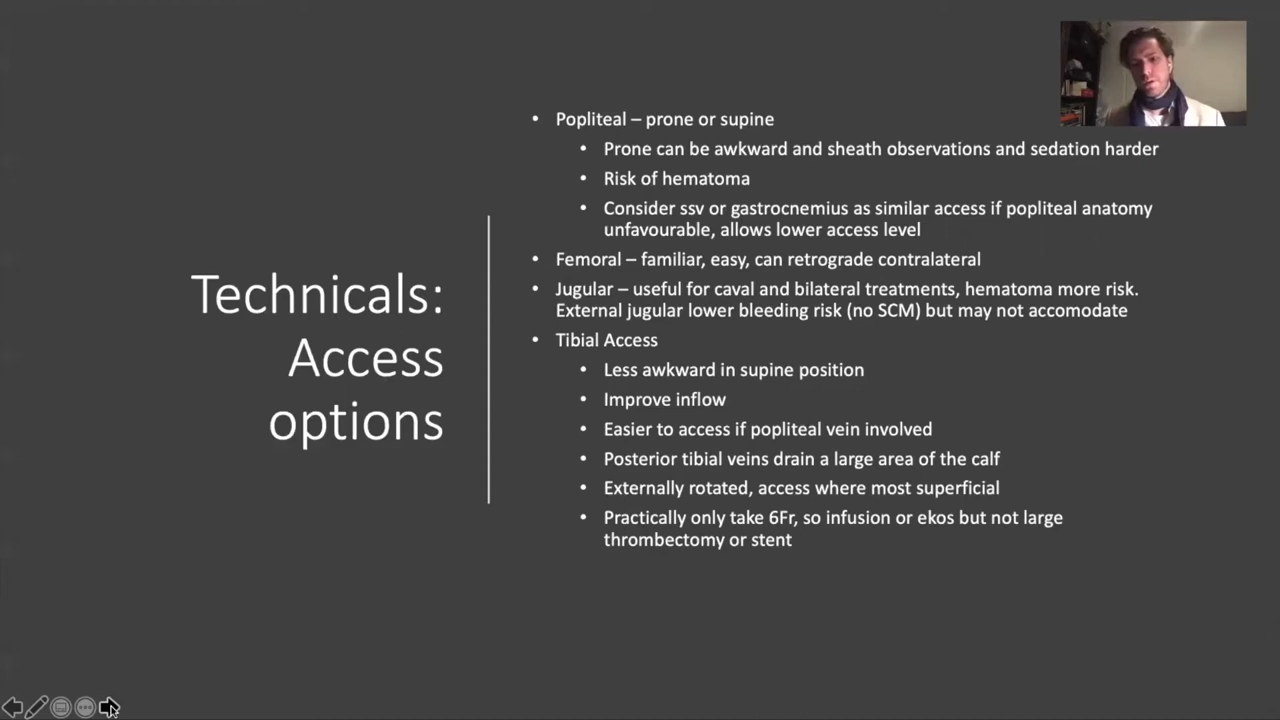 Technicals:
Access
options
Popliteal – prone or supine
Prone can be awkward and sheath observations and sedation harder
Risk of hematoma
Consider ssv or gastrocnemius as similar access if popliteal anatomy
unfavourable, allows lower access level
Femoral – familiar, easy, can retrograde contralateral
Jugular – useful for caval and bilateral treatments, hematoma more risk.
External jugular lower bleeding risk (no SCM) but may not accomodate
Tibial Access
Less awkward in supine position
Improve inflow
Easier to access if popliteal vein involved
Posterior tibial veins drain a large area of the calf
Externally rotated, access where most superficial
Practically only take 6Fr, so infusion or ekos but not large
thrombectomy or stent